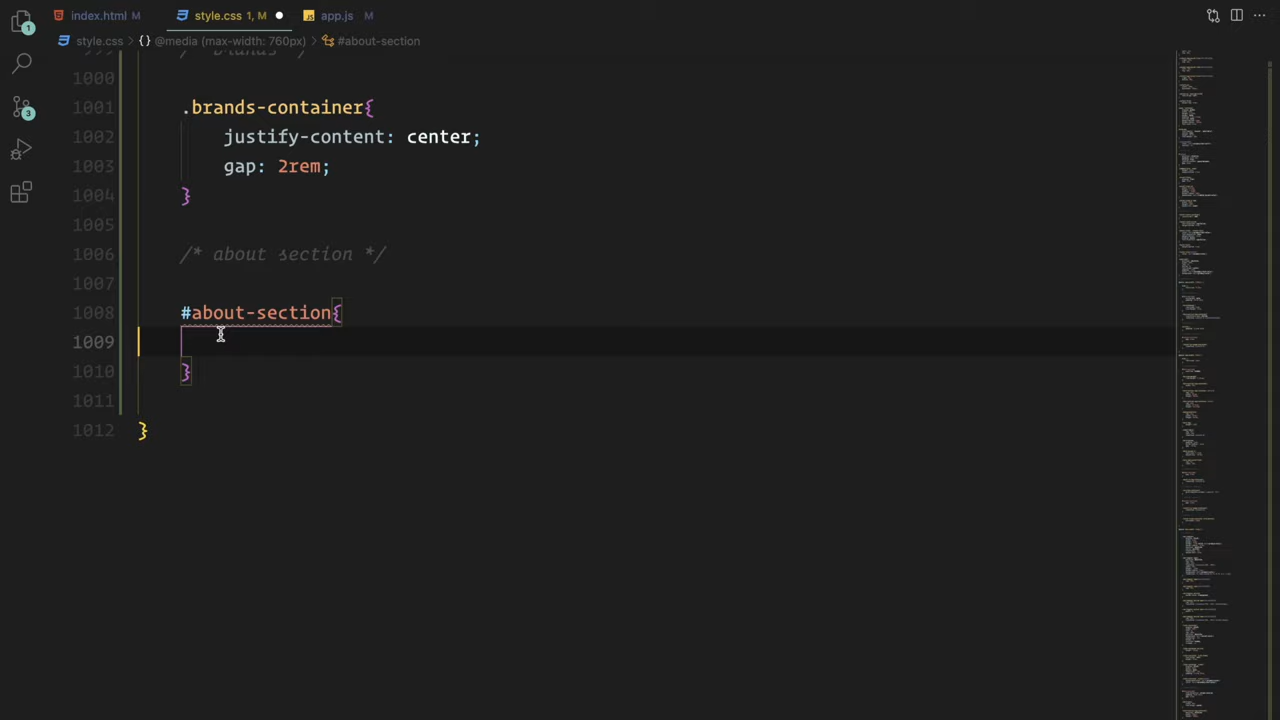 index.html M
style.css 1, M
app.js M
style.css > {} @media (max-width: 760px) > #about-section
1000
1001 .brands-container{
1002 justify-content: center;
1003 gap: 2rem;
1004 }
1005
1006 /* about section */
1007
1008 #about-section{
1009
1010 }
1011
1012 }
1
3